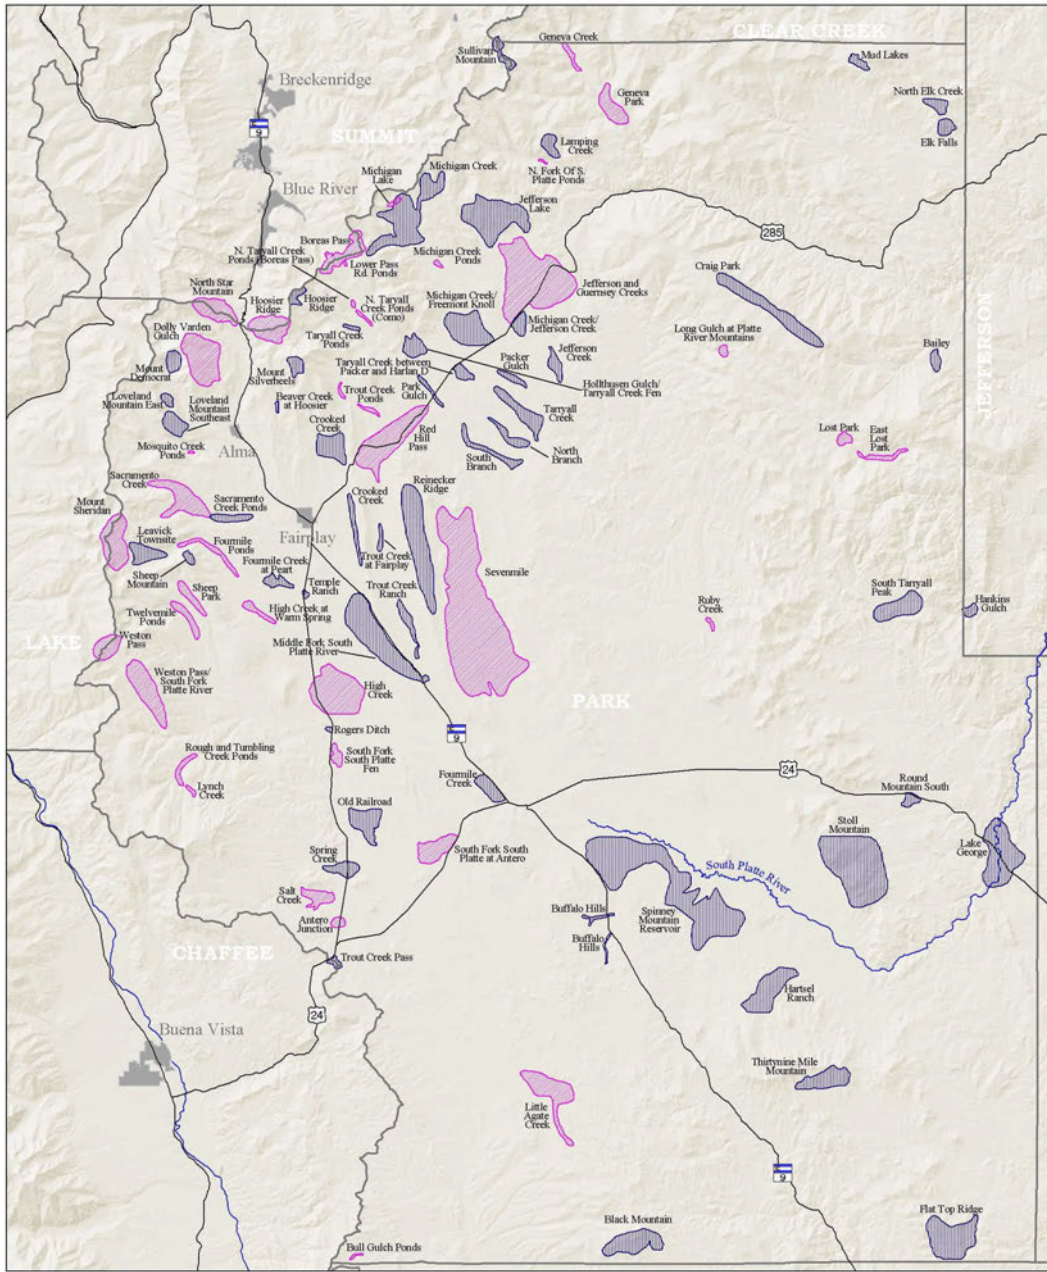 CLEAR CREEK
Geneva Creek
Sullivan
Mountain
Mud Lakes
Breckenridge
Geneva
Park
North Elk Creek
9
SUMMIT
Elk Falls
Lamping
Creek
Michigan Creek
Michigan
Lake
N. Fork Of S.
Platte Ponds
Blue River
Jefferson
Lake
285
Boreas Pass
N. Taryall Creek
Ponds (Boreas Pass)
Michigan Creek
Ponds
Lower Pass
Rd. Ponds
Craig Park
North Star
Mountain
Jefferson and
Guernsey Creeks
Hoosier
Ridge
Hoosier
Ridge
N. Taryall
Creek Ponds
(Como)
Michigan Creek/
Freemont Knoll
Michigan Creek/
Jefferson Creek
Dolly Varden
Gulch
Taryall Creek
Ponds
Long Gulch at Platte
River Mountains
JEFFERSON
Bailey
Jefferson
Creek
Packer
Gulch
Taryall Creek between
Packer and Harlan D
Mount
Democrat
Mount
Silverheels
Hollthusen Gulch/
Tarryall Creek Fen
Park
Gulch
Trout Creek
Ponds
Beaver Creek
at Hoosier
Loveland
Mountain East
Loveland
Mountain
Southeast
Tarryall
Creek
Crooked
Creek
Red
Hill
Pass
Lost Park
East
Lost
Park
Mosquito Creek
Ponds
Alma
North
Branch
South
Branch
Sacramento
Creek
Reinecker
Ridge
Crooked
Creek
Mount
Sheridan
Sacramento
Creek Ponds
Leavick
Townsite
Fairplay
Fourmile
Ponds
Trout Creek
at Fairplay
Fourmile Creek
at Peart
Sheep
Mountain
Sevenmile
Temple
Ranch
Trout Creek
Ranch
South Tarryall
Peak
Sheep
Park
Ruby
Creek
Hankins
Gulch
High Creek at
Warm Spring
Twelvemile
Ponds
LAKE
Weston
Pass
Middle Fork South
Platte River
Weston Pass/
South Fork
Platte River
High
Creek
PARK
Rogers Ditch
9
Rough and Tumbling
Creek Ponds
South Fork
South Platte
Fen
24
Fourmile
Creek
Round
Mountain South
Lynch
Creek
Old Railroad
Stoll
Mountain
Lake
George
Spring
Creek
South Fork South
Platte at Antero
South Platte River
Salt
Creek
Buffalo Hills
Spinney
Mountain
Reservoir
Antero
Junction
Buffalo
Hills
CHAFFEE
Trout Creek Pass
Hartsel
Ranch
24
Buena Vista
Thirtynine Mile
Mountain
Little
Agate
Creek
9
Flat Top Ridge
Black Mountain
Bull Gulch Ponds